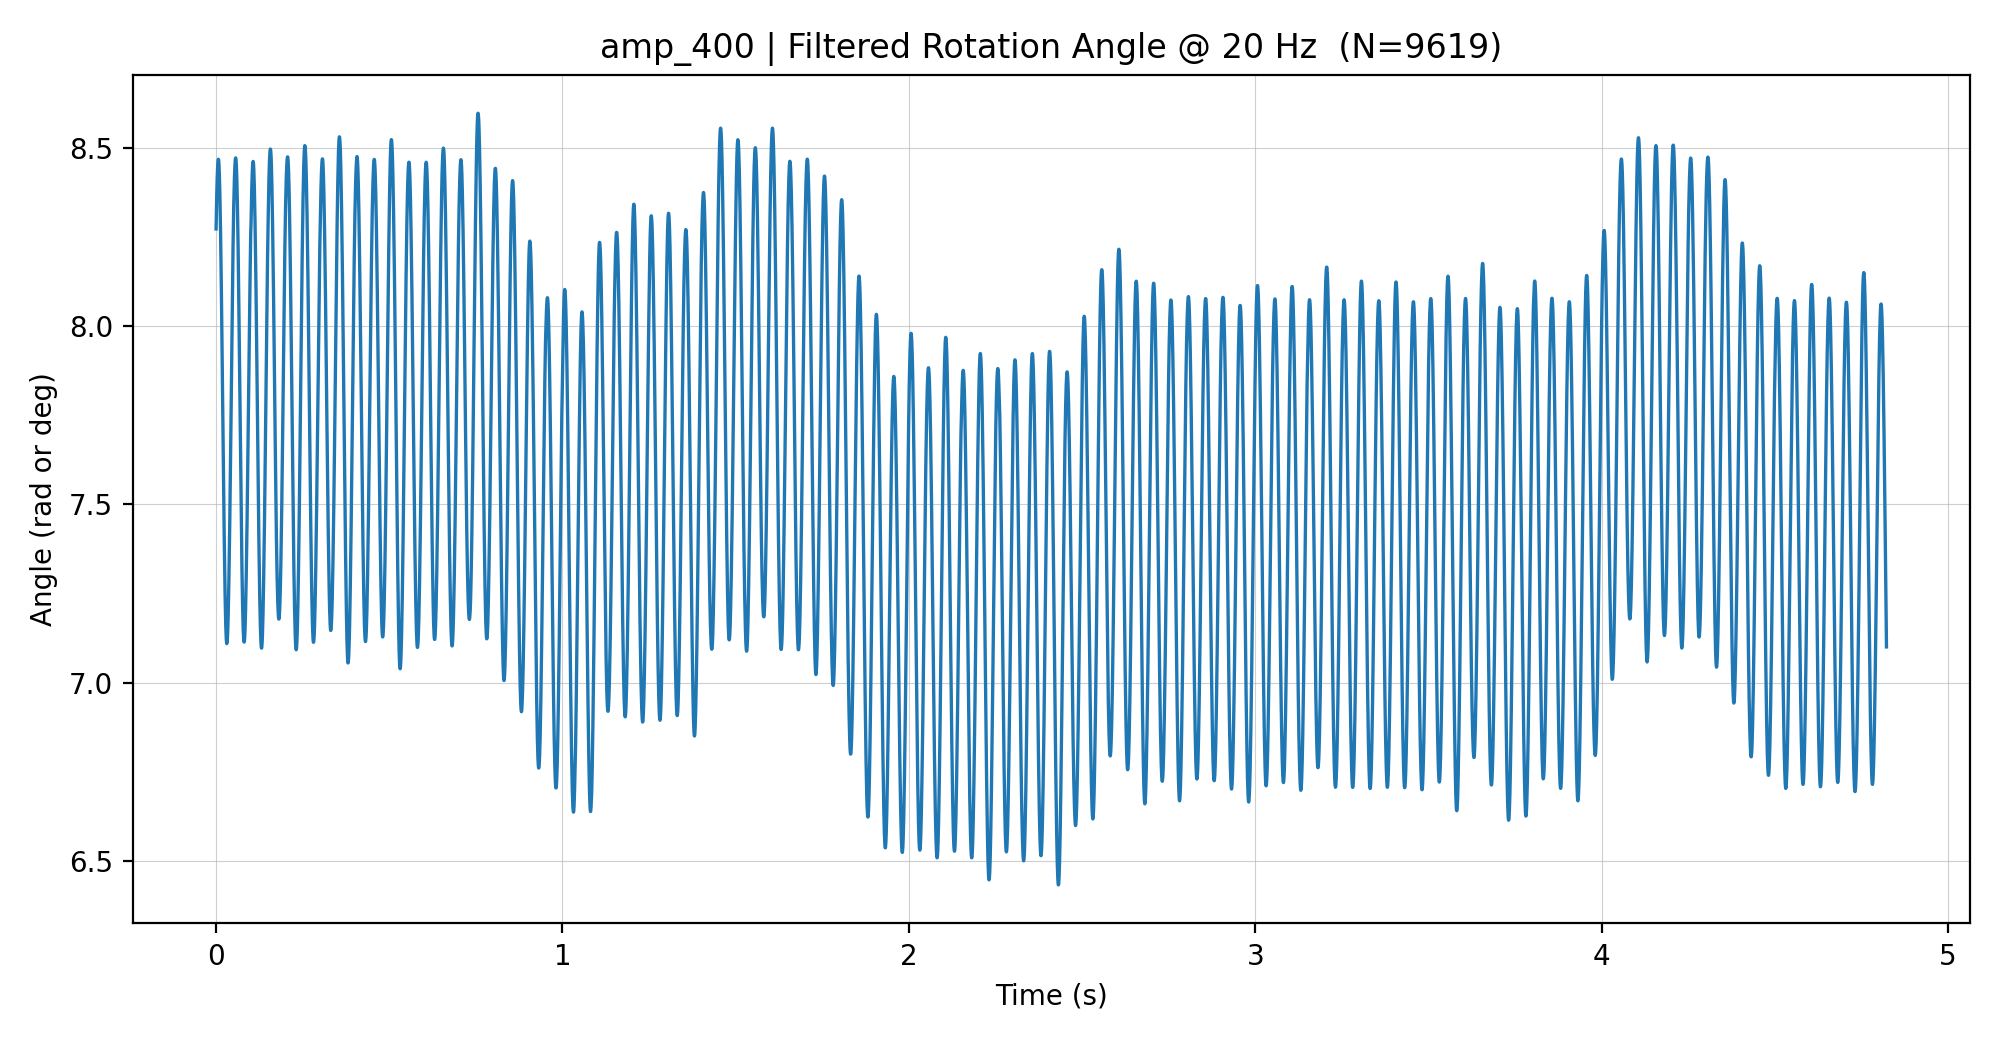 amp_400 | Filtered Rotation Angle @ 20 Hz  (N=9619)
Angle (rad or deg)
8.5
8.0
7.5
7.0
6.5
0 1 2 3 4 5
Time (s)